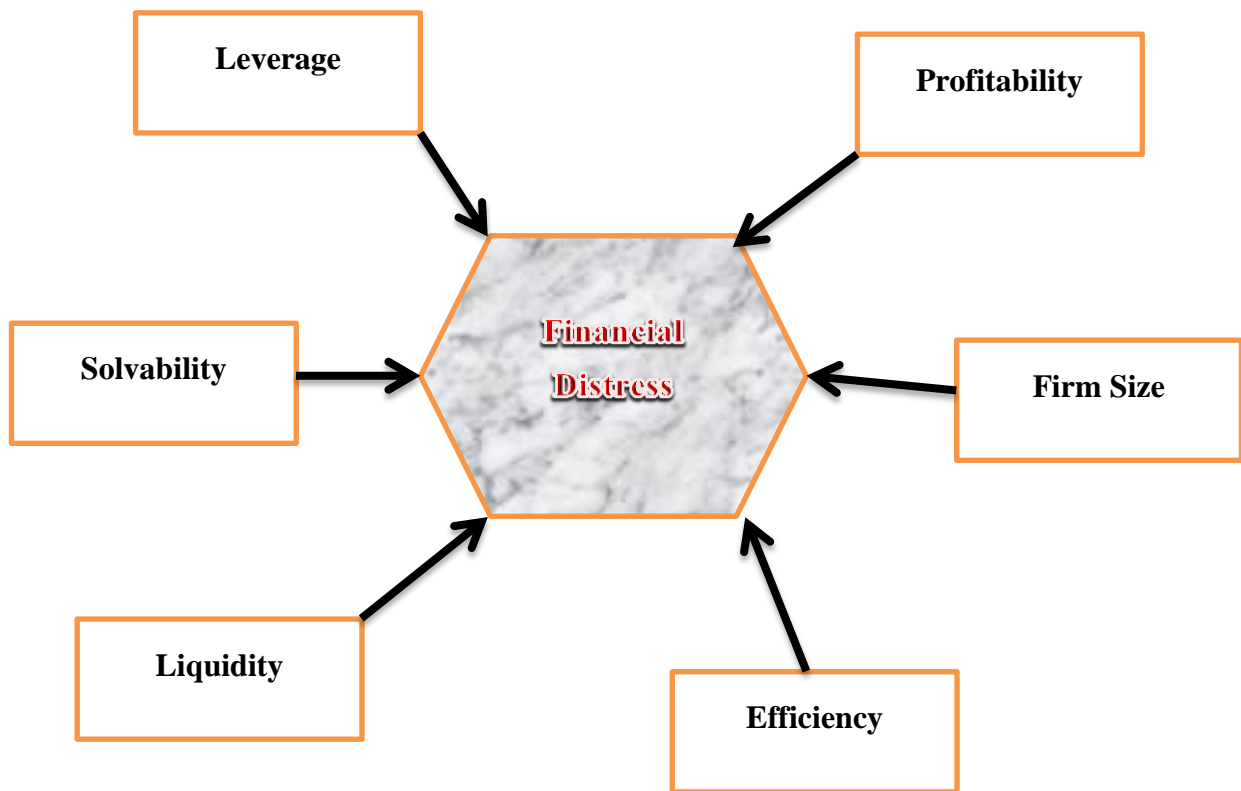 Leverage
Profitability
Financial
Distress
Solvability
Firm Size
Liquidity
Efficiency